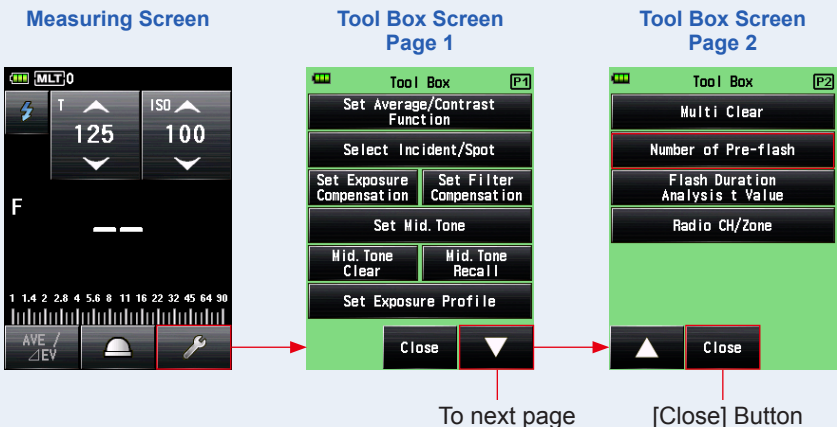 Measuring Screen
MLT 0
T
125
ISO
100
F
--
1 1.4 2 2.8 4 5.6 8 11 16 22 32 45 64 90
AVE /
⊿EV
Tool Box Screen
Page 1
Tool Box P1
Set Average/Contrast
Function
Select Incident/Spot
Set Exposure
Compensation
Set Filter
Compensation
Set Mid. Tone
Mid. Tone
Clear
Mid. Tone
Recall
Set Exposure Profile
Close
To next page
Tool Box Screen
Page 2
Tool Box P2
Multi Clear
Number of Pre-flash
Flash Duration
Analysis t Value
Radio CH/Zone
Close
[Close] Button